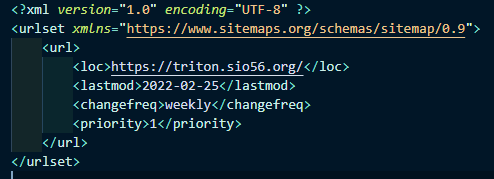 <?xml version="1.0" encoding="UTF-8" ?>
<urlset xmlns="https://www.sitemaps.org/schemas/sitemap/0.9">
<url>
<loc>https://triton.sio56.org/</loc>
<lastmod>2022-02-25</lastmod>
<changefreq>weekly</changefreq>
<priority>1</priority>
</url>
</urlset>